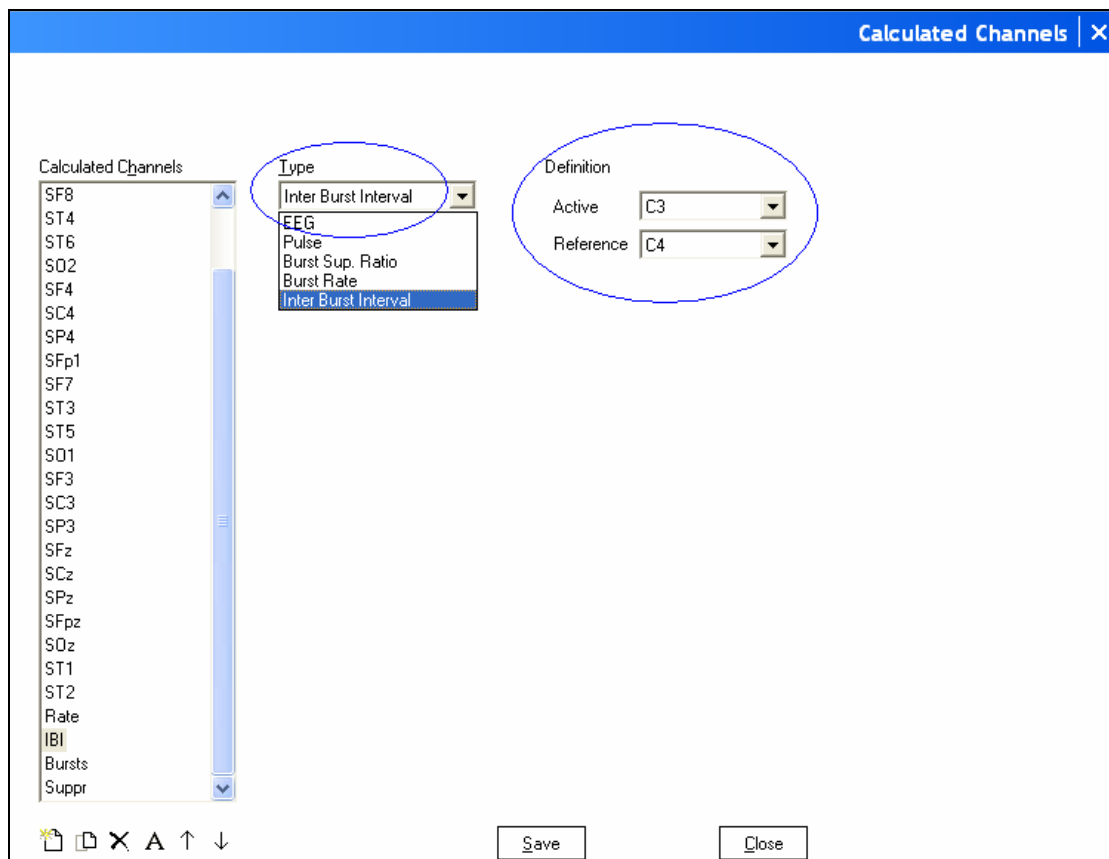 Calculated Channels
Calculated Channels
SF8
ST4
ST6
SO2
SF4
SC4
SP4
SFp1
SF7
ST3
ST5
SO1
SF3
SC3
SP3
SFz
SCz
SPz
SFpz
SOz
ST1
ST2
Rate
IBI
Bursts
Suppr
Type
Inter Burst Interval
EEG
Pulse
Burst Sup. Ratio
Burst Rate
Inter Burst Interval
Definition
Active C3
Reference C4
A
Save
Close